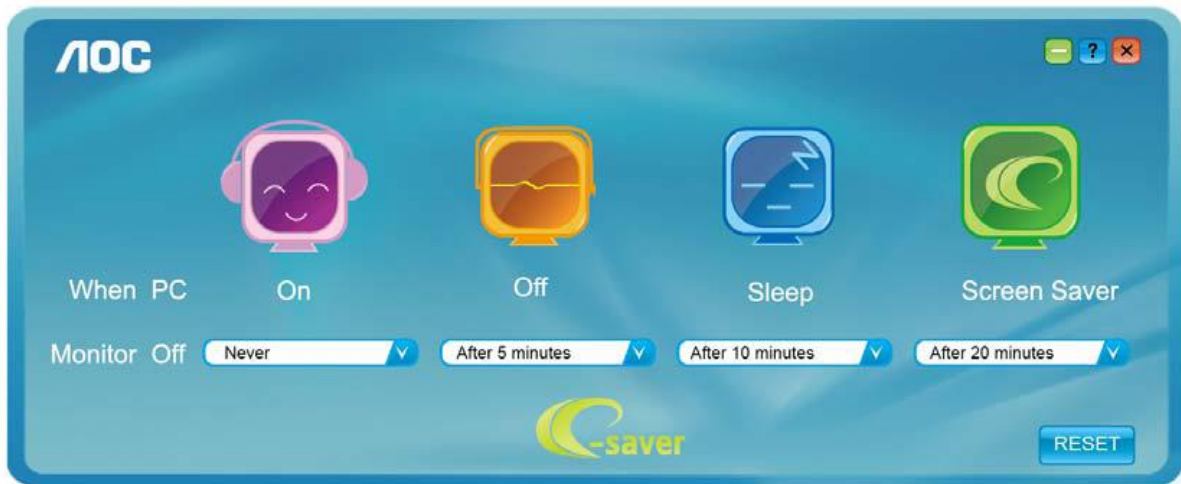 AOC
?
When PC On Off Sleep Screen Saver
Monitor Off Never After 5 minutes After 10 minutes After 20 minutes
e-saver
RESET